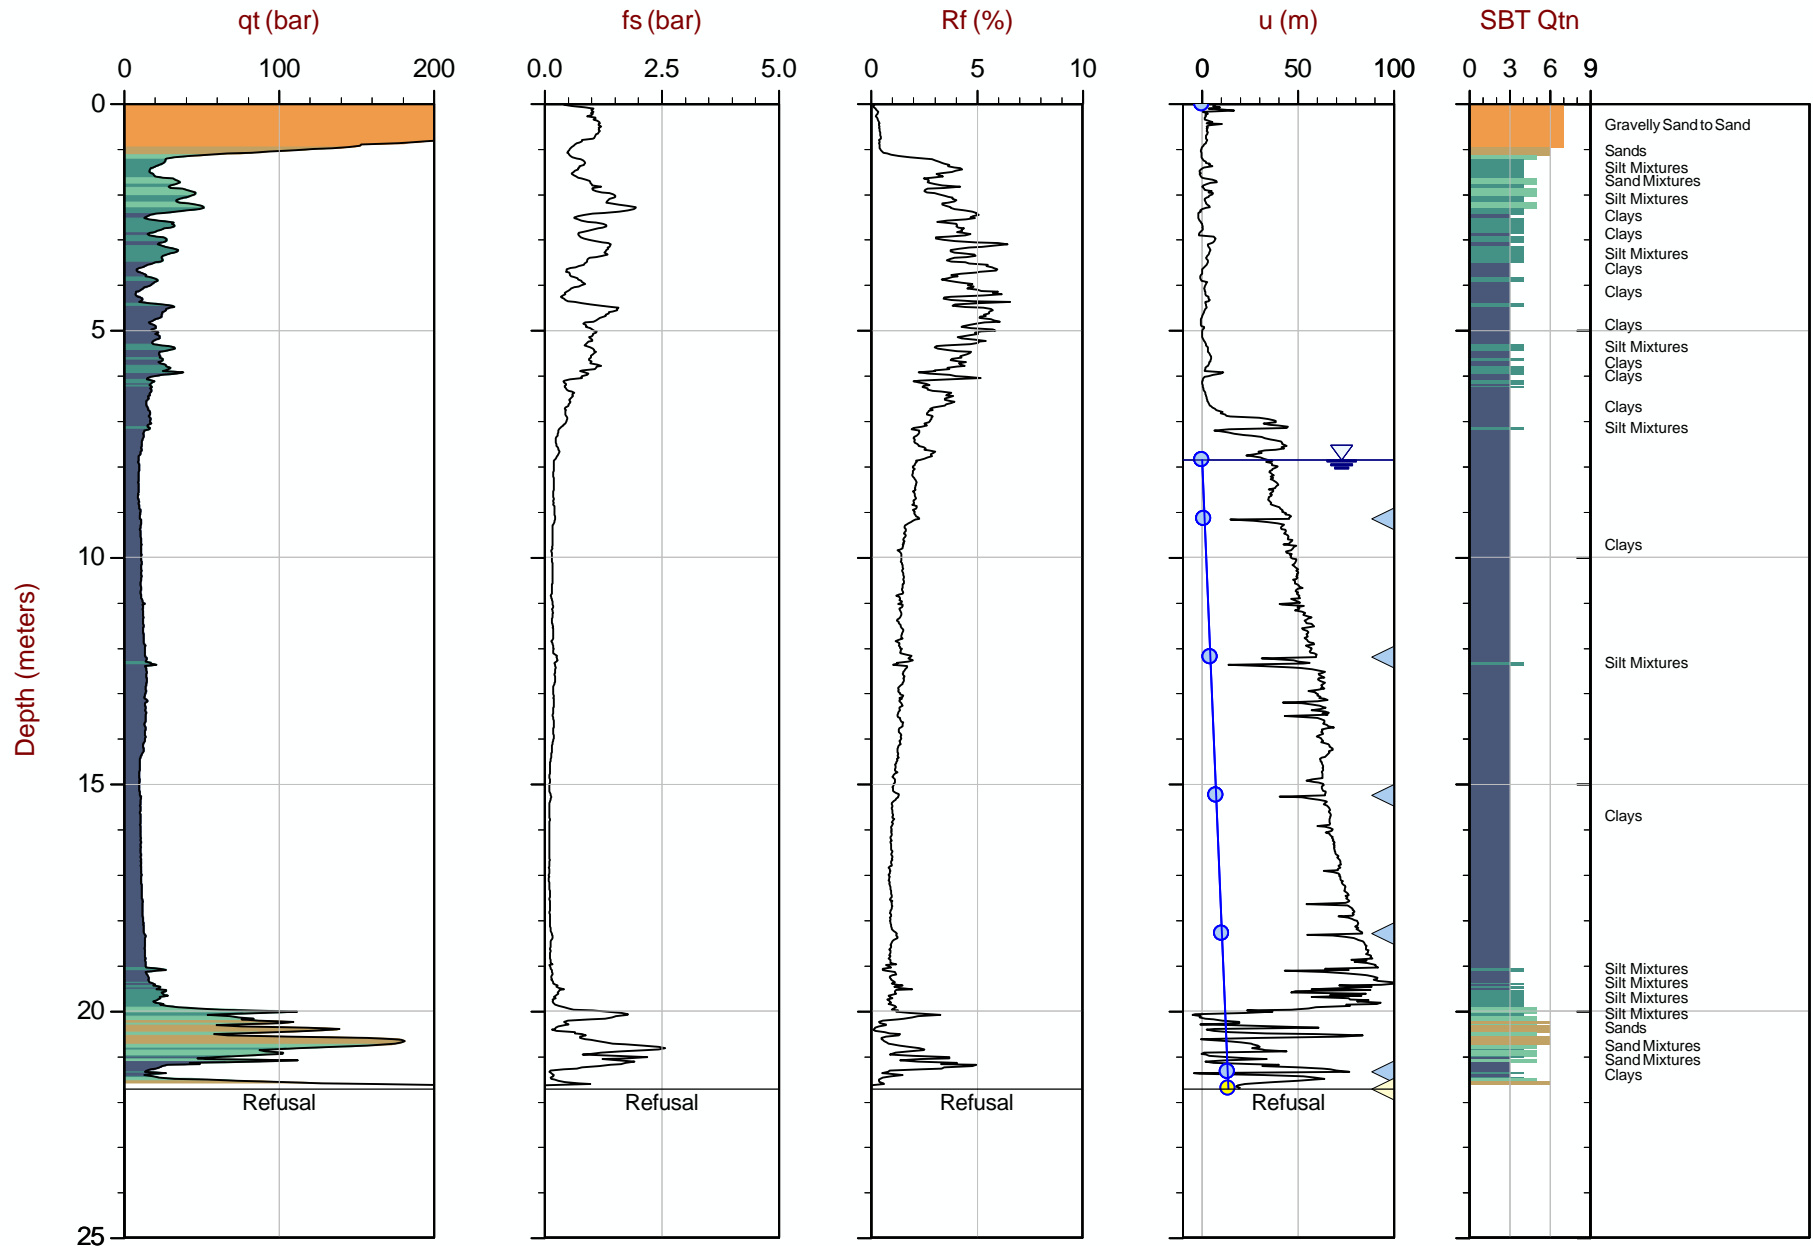 qt (bar) fs (bar) Rf (%) u (m) SBT Qtn
0 100 200 0.0 2.5 5.0 0 5 10 0 50 100 0 3 6 9
0
5
10
15
20
25
Depth (meters)
Gravelly Sand to Sand
Sands
Silt Mixtures
Sand Mixtures
Silt Mixtures
Clays
Clays
Silt Mixtures
Clays
Clays
Clays
Silt Mixtures
Clays
Clays
Clays
Silt Mixtures
Clays
Silt Mixtures
Clays
Silt Mixtures
Silt Mixtures
Silt Mixtures
Silt Mixtures
Sands
Sand Mixtures
Sand Mixtures
Clays
Refusal Refusal Refusal Refusal